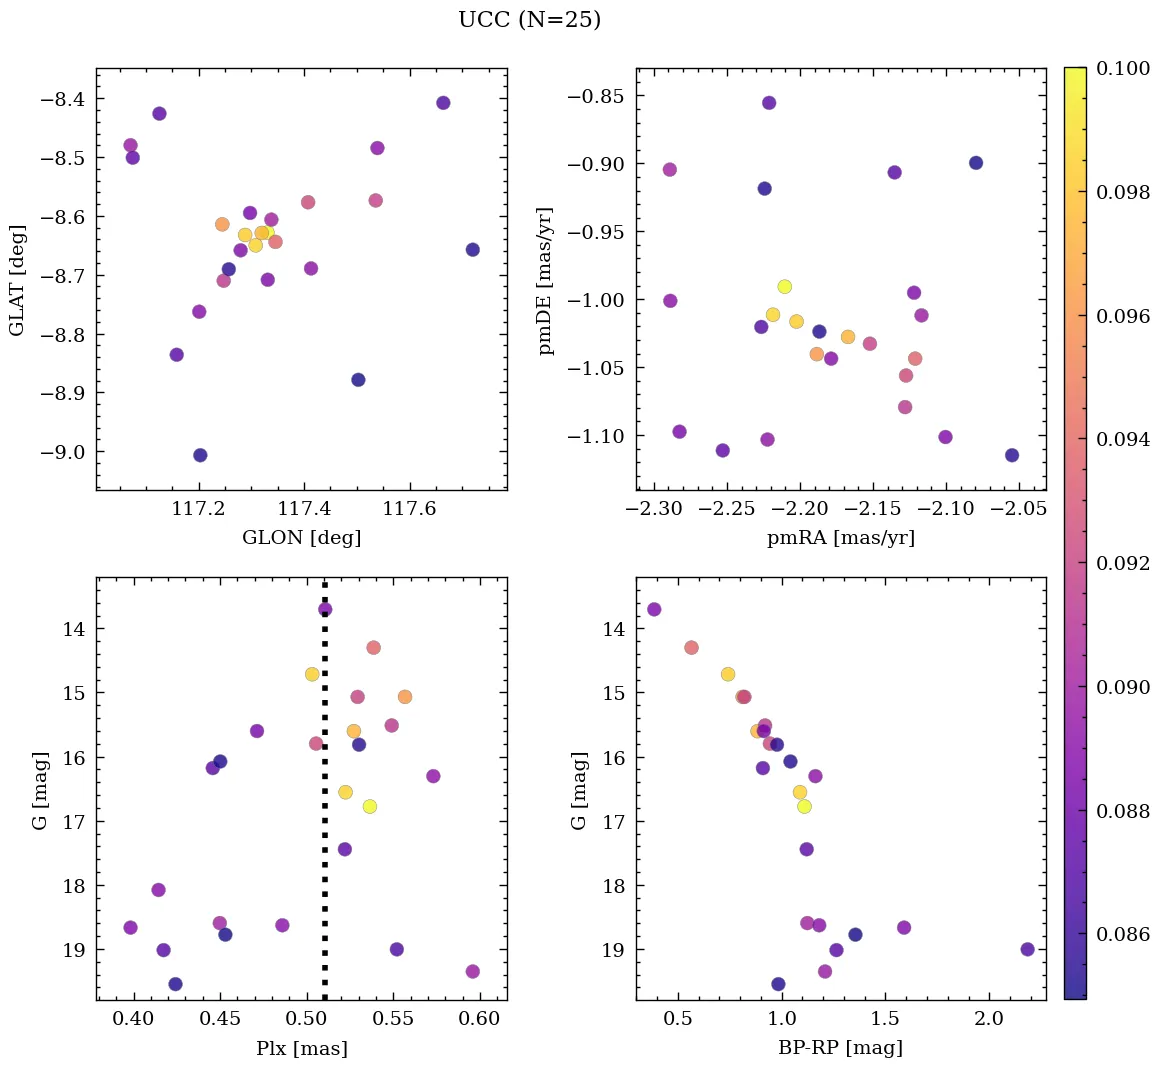 UCC (N=25)
−8.4
−8.5
−8.6
−8.7
−8.8
−8.9
−9.0
GLAT [deg]
117.2 117.4 117.6
GLON [deg]
−0.85
−0.90
−0.95
−1.00
−1.05
−1.10
pmDE [mas/yr]
−2.30 −2.25 −2.20 −2.15 −2.10 −2.05
pmRA [mas/yr]
0.100
0.098
0.096
0.094
0.092
0.090
0.088
0.086
14
15
16
17
18
19
G [mag]
0.40 0.45 0.50 0.55 0.60
Plx [mas]
14
15
16
17
18
19
G [mag]
0.5 1.0 1.5 2.0
BP-RP [mag]